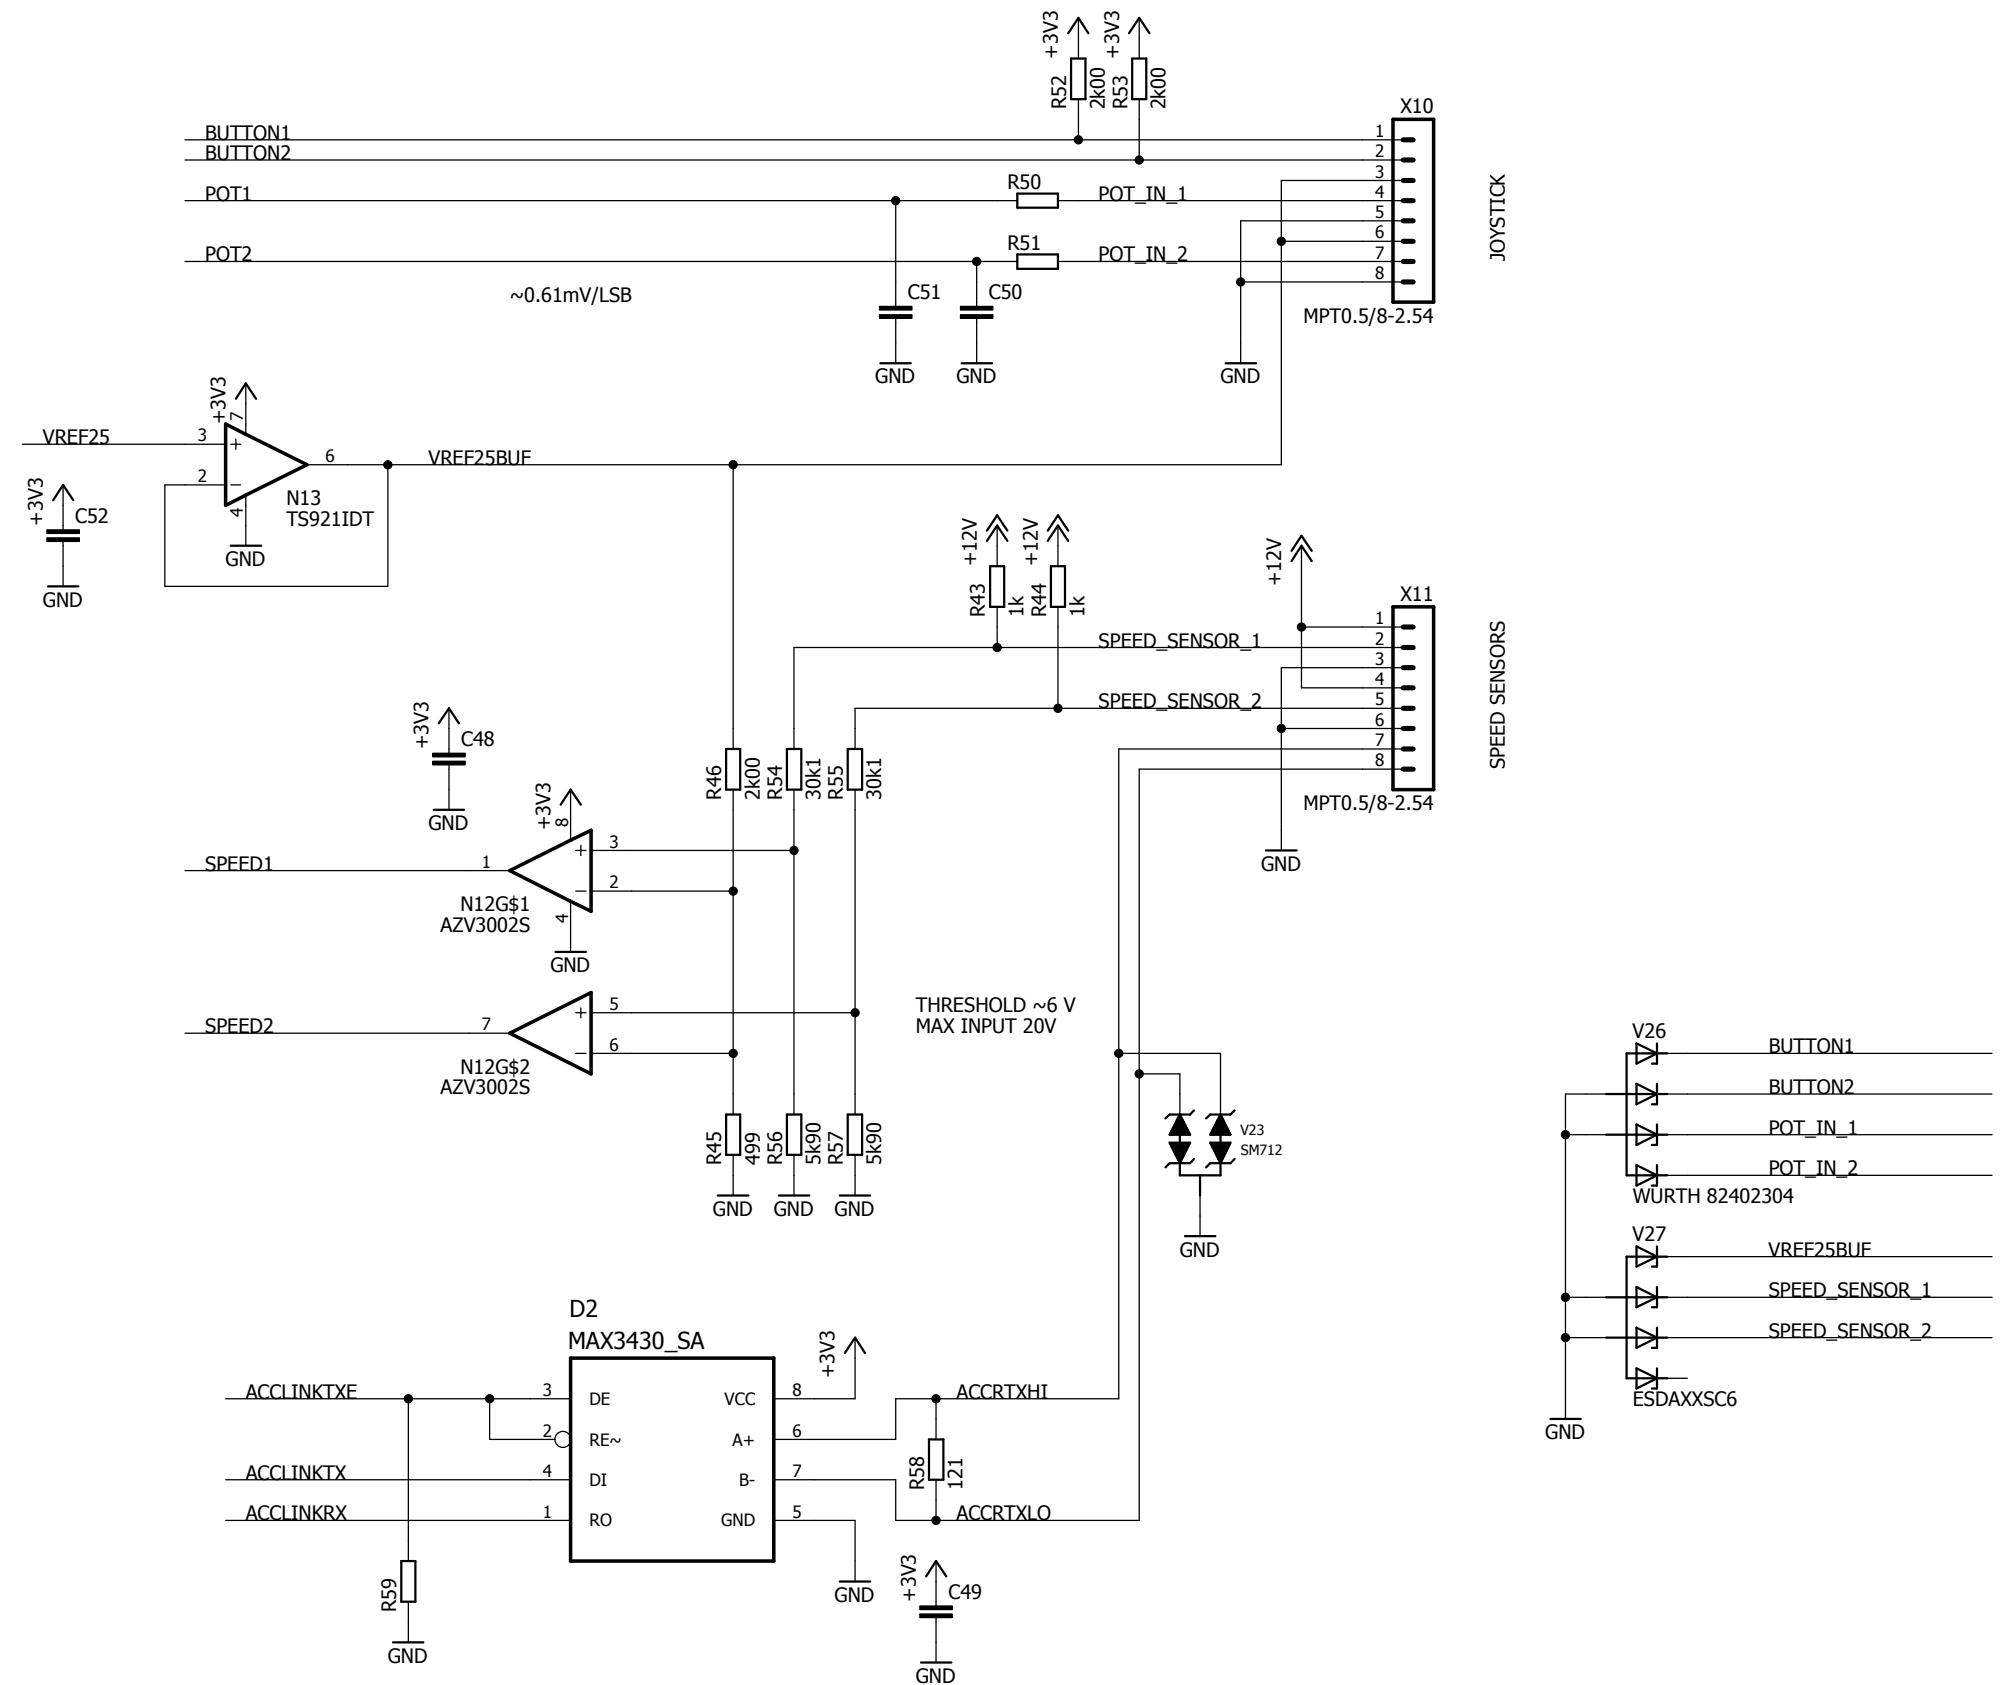 +3V3
+3V3
R52
2k00
R53
2k00
X10
BUTTON1
BUTTON2
POT1
POT2
R50
R51
POT_IN_1
POT_IN_2
1
2
3
4
5
6
7
8
JOYSTICK
MPT0.5/8-2.54
~0.61mV/LSB
C51
C50
GND
GND
GND
+3V3
7
VREF25
3
+
2
−
6
4
VREF25BUF
N13
TS921IDT
GND
+3V3
C52
GND
+12V
+12V
+12V
R43
1k
R44
1k
X11
SPEED_SENSOR_1
SPEED_SENSOR_2
1
2
3
4
5
6
7
8
SPEED SENSORS
MPT0.5/8-2.54
GND
+3V3
C48
GND
R46
2k00
R54
30k1
R55
30k1
+3V3
8
SPEED1
1
+
3
−
2
4
N12G$1
AZV3002S
GND
SPEED2
7
+
5
−
6
N12G$2
AZV3002S
THRESHOLD ~6 V
MAX INPUT 20V
R45
499
R56
5k90
R57
5k90
GND
GND
GND
V23
SM712
GND
V26
BUTTON1
BUTTON2
POT_IN_1
POT_IN_2
WURTH 82402304
V27
VREF25BUF
SPEED_SENSOR_1
SPEED_SENSOR_2
ESDAXXSC6
GND
D2
MAX3430_SA
+3V3
ACCLINKTXE
3
DE
VCC
8
ACCRTXHI
2
RE~
A+
6
ACCLINKTX
4
DI
B-
7
R58
121
ACCLINKRX
1
RO
GND
5
ACCRTXLO
R59
GND
GND
+3V3
C49
GND